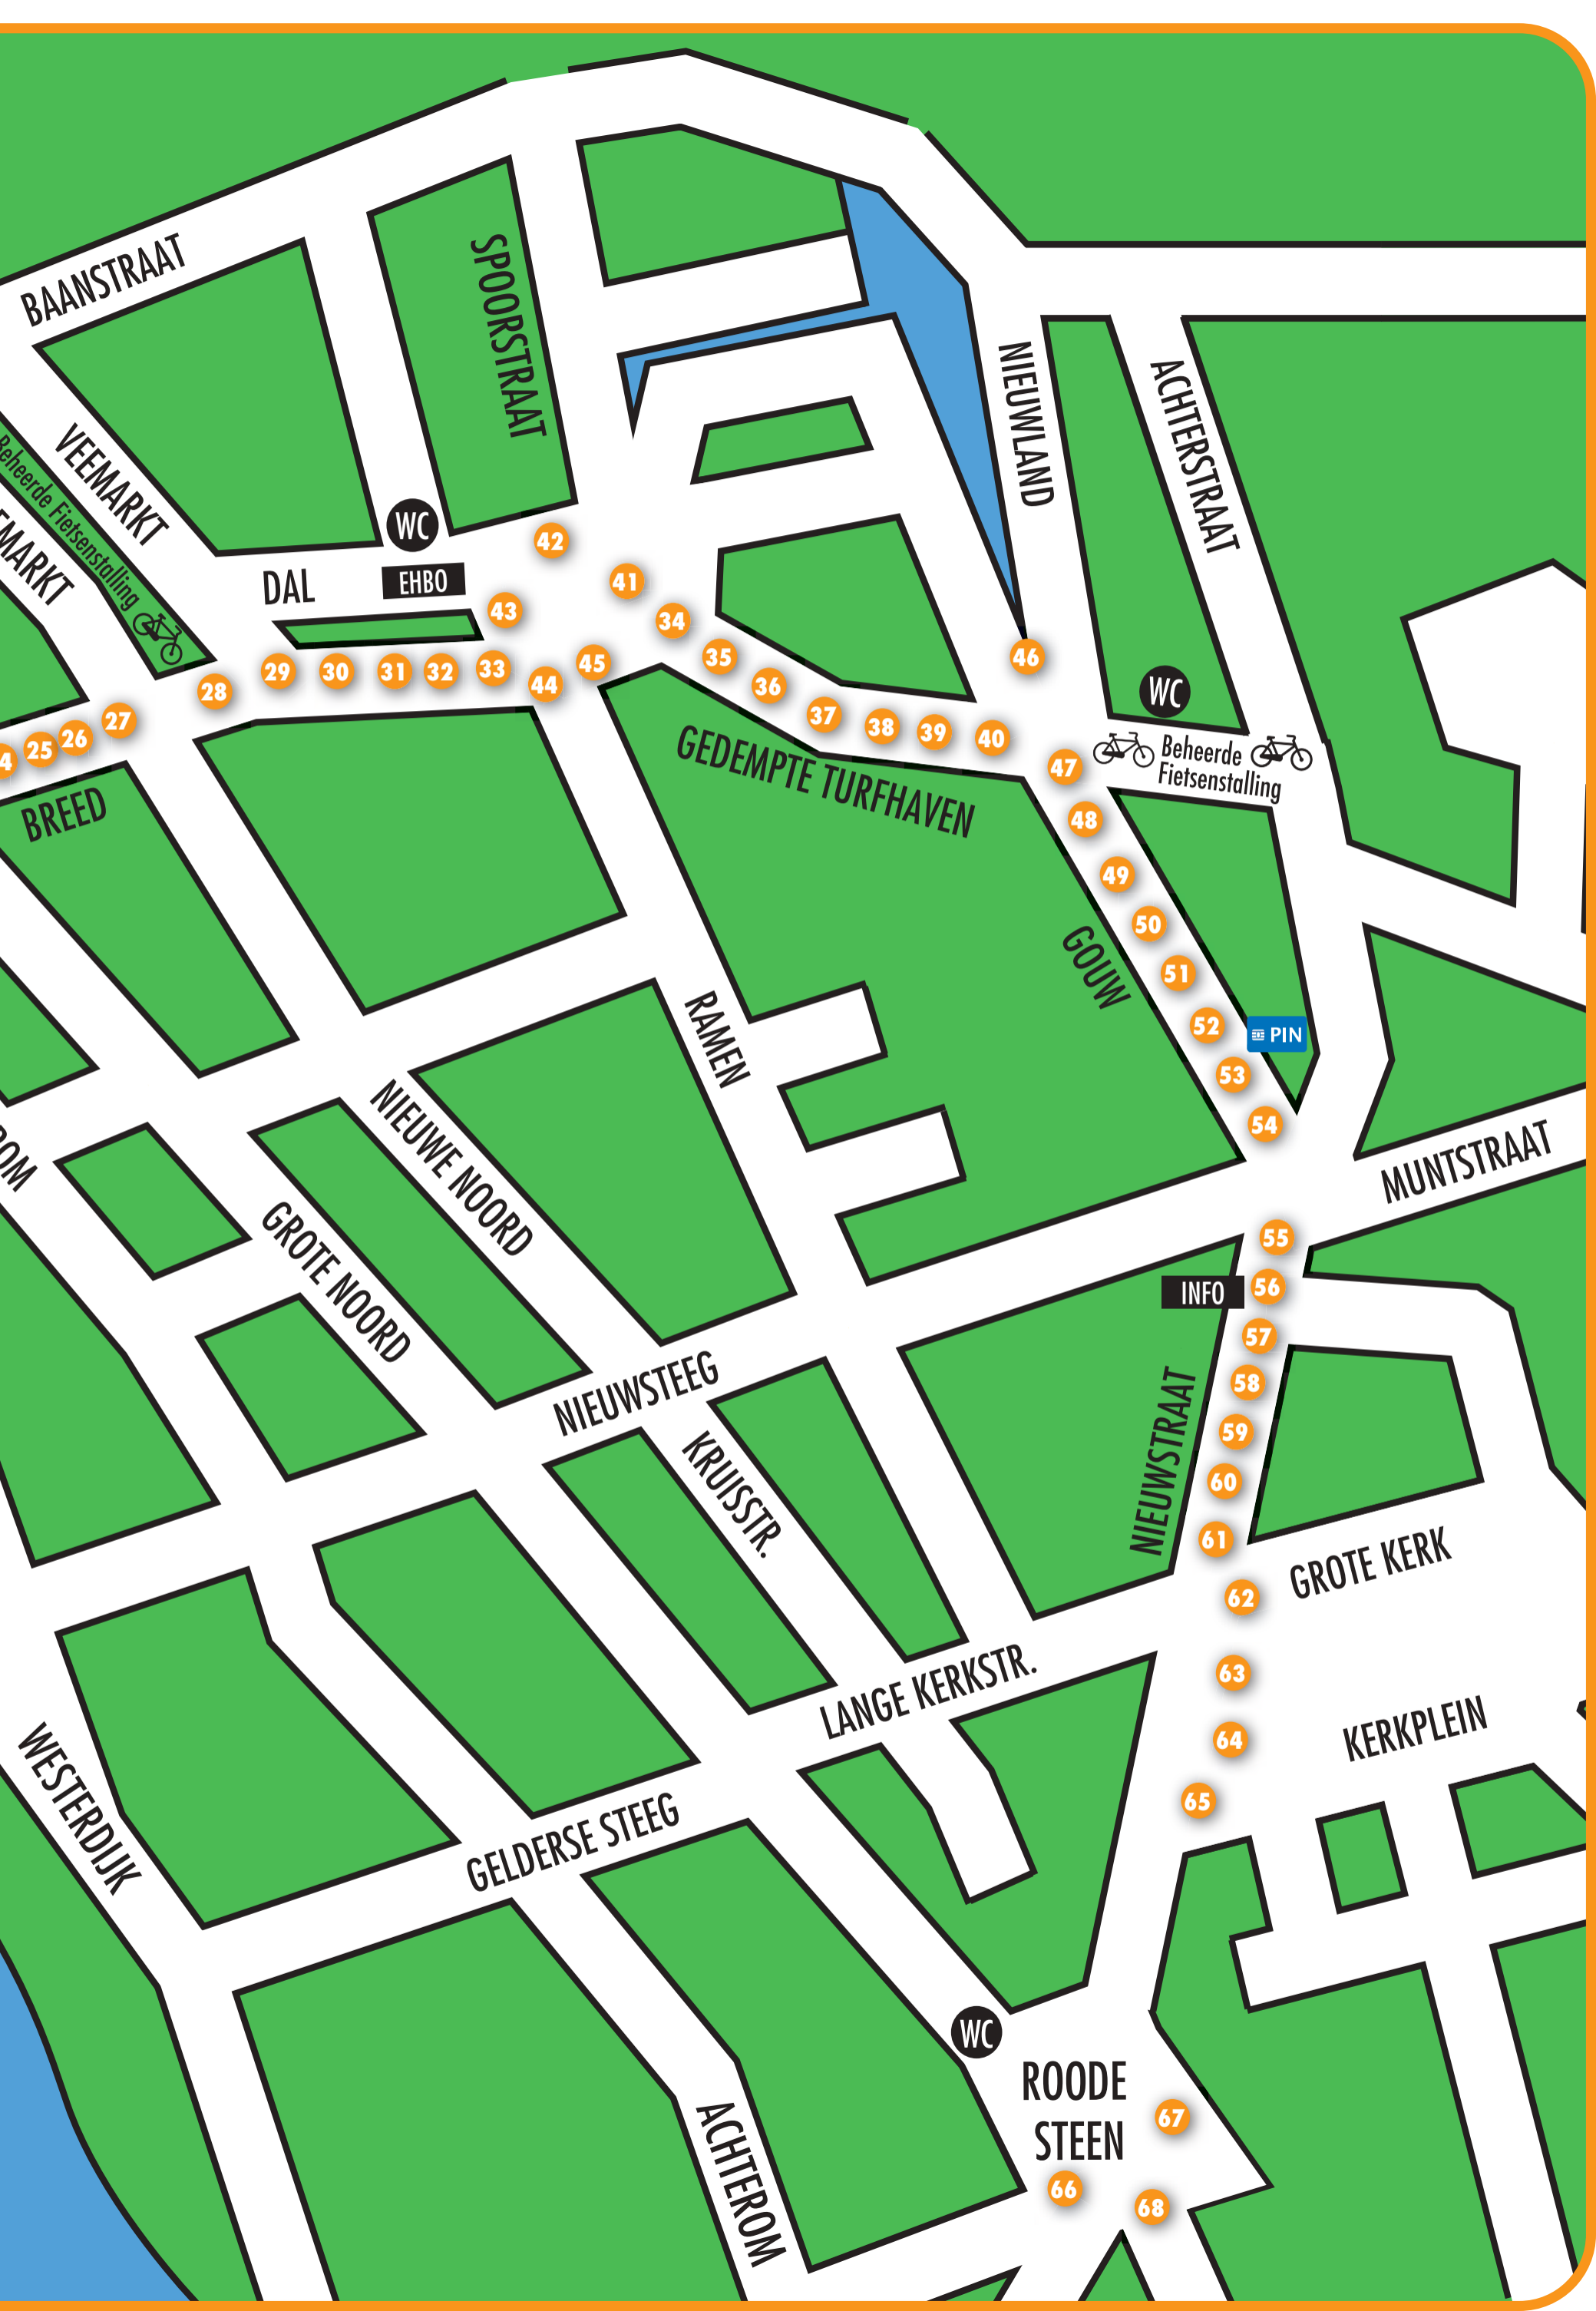 BAANSTRAAT
SPOORSTRAAT
NIEUWLAND
ACHTERSTRAAT
VEEMARKT
Beheerde Fietsenstalling
EMARKT
WC
DAL
EHBO
42
41
43
34
29
30
31
32
33
44
45
35
46
36
28
27
26
25
4
37
38
39
40
WC
Beheerde
Fietsenstalling
47
BREED
GEDEMPTE TURFHAVEN
48
49
50
51
52
PIN
53
54
GOUW
RAMEN
MUNTSTRAAT
OM
NIEUWE NOORD
GROTE NOORD
55
INFO
56
57
58
59
60
61
62
NIEUWSTRAAT
NIEUWSTEEG
KRUISSTR.
GROTE KERK
LANGE KERKSTR.
63
64
65
KERKPLEIN
WESTERDIJK
GELDERSE STEEG
WC
ROODE
STEEN
67
66
68
ACHTEROM